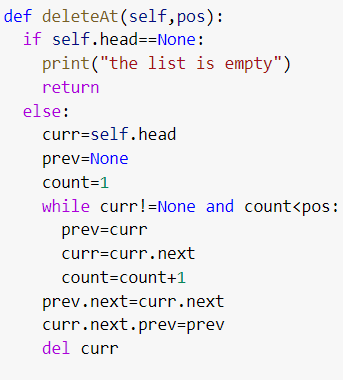 def deleteAt(self,pos):
  if self.head==None:
    print("the list is empty")
    return
  else:
    curr=self.head
    prev=None
    count=1
    while curr!=None and count<pos:
      prev=curr
      curr=curr.next
      count=count+1
    prev.next=curr.next
    curr.next.prev=prev
    del curr